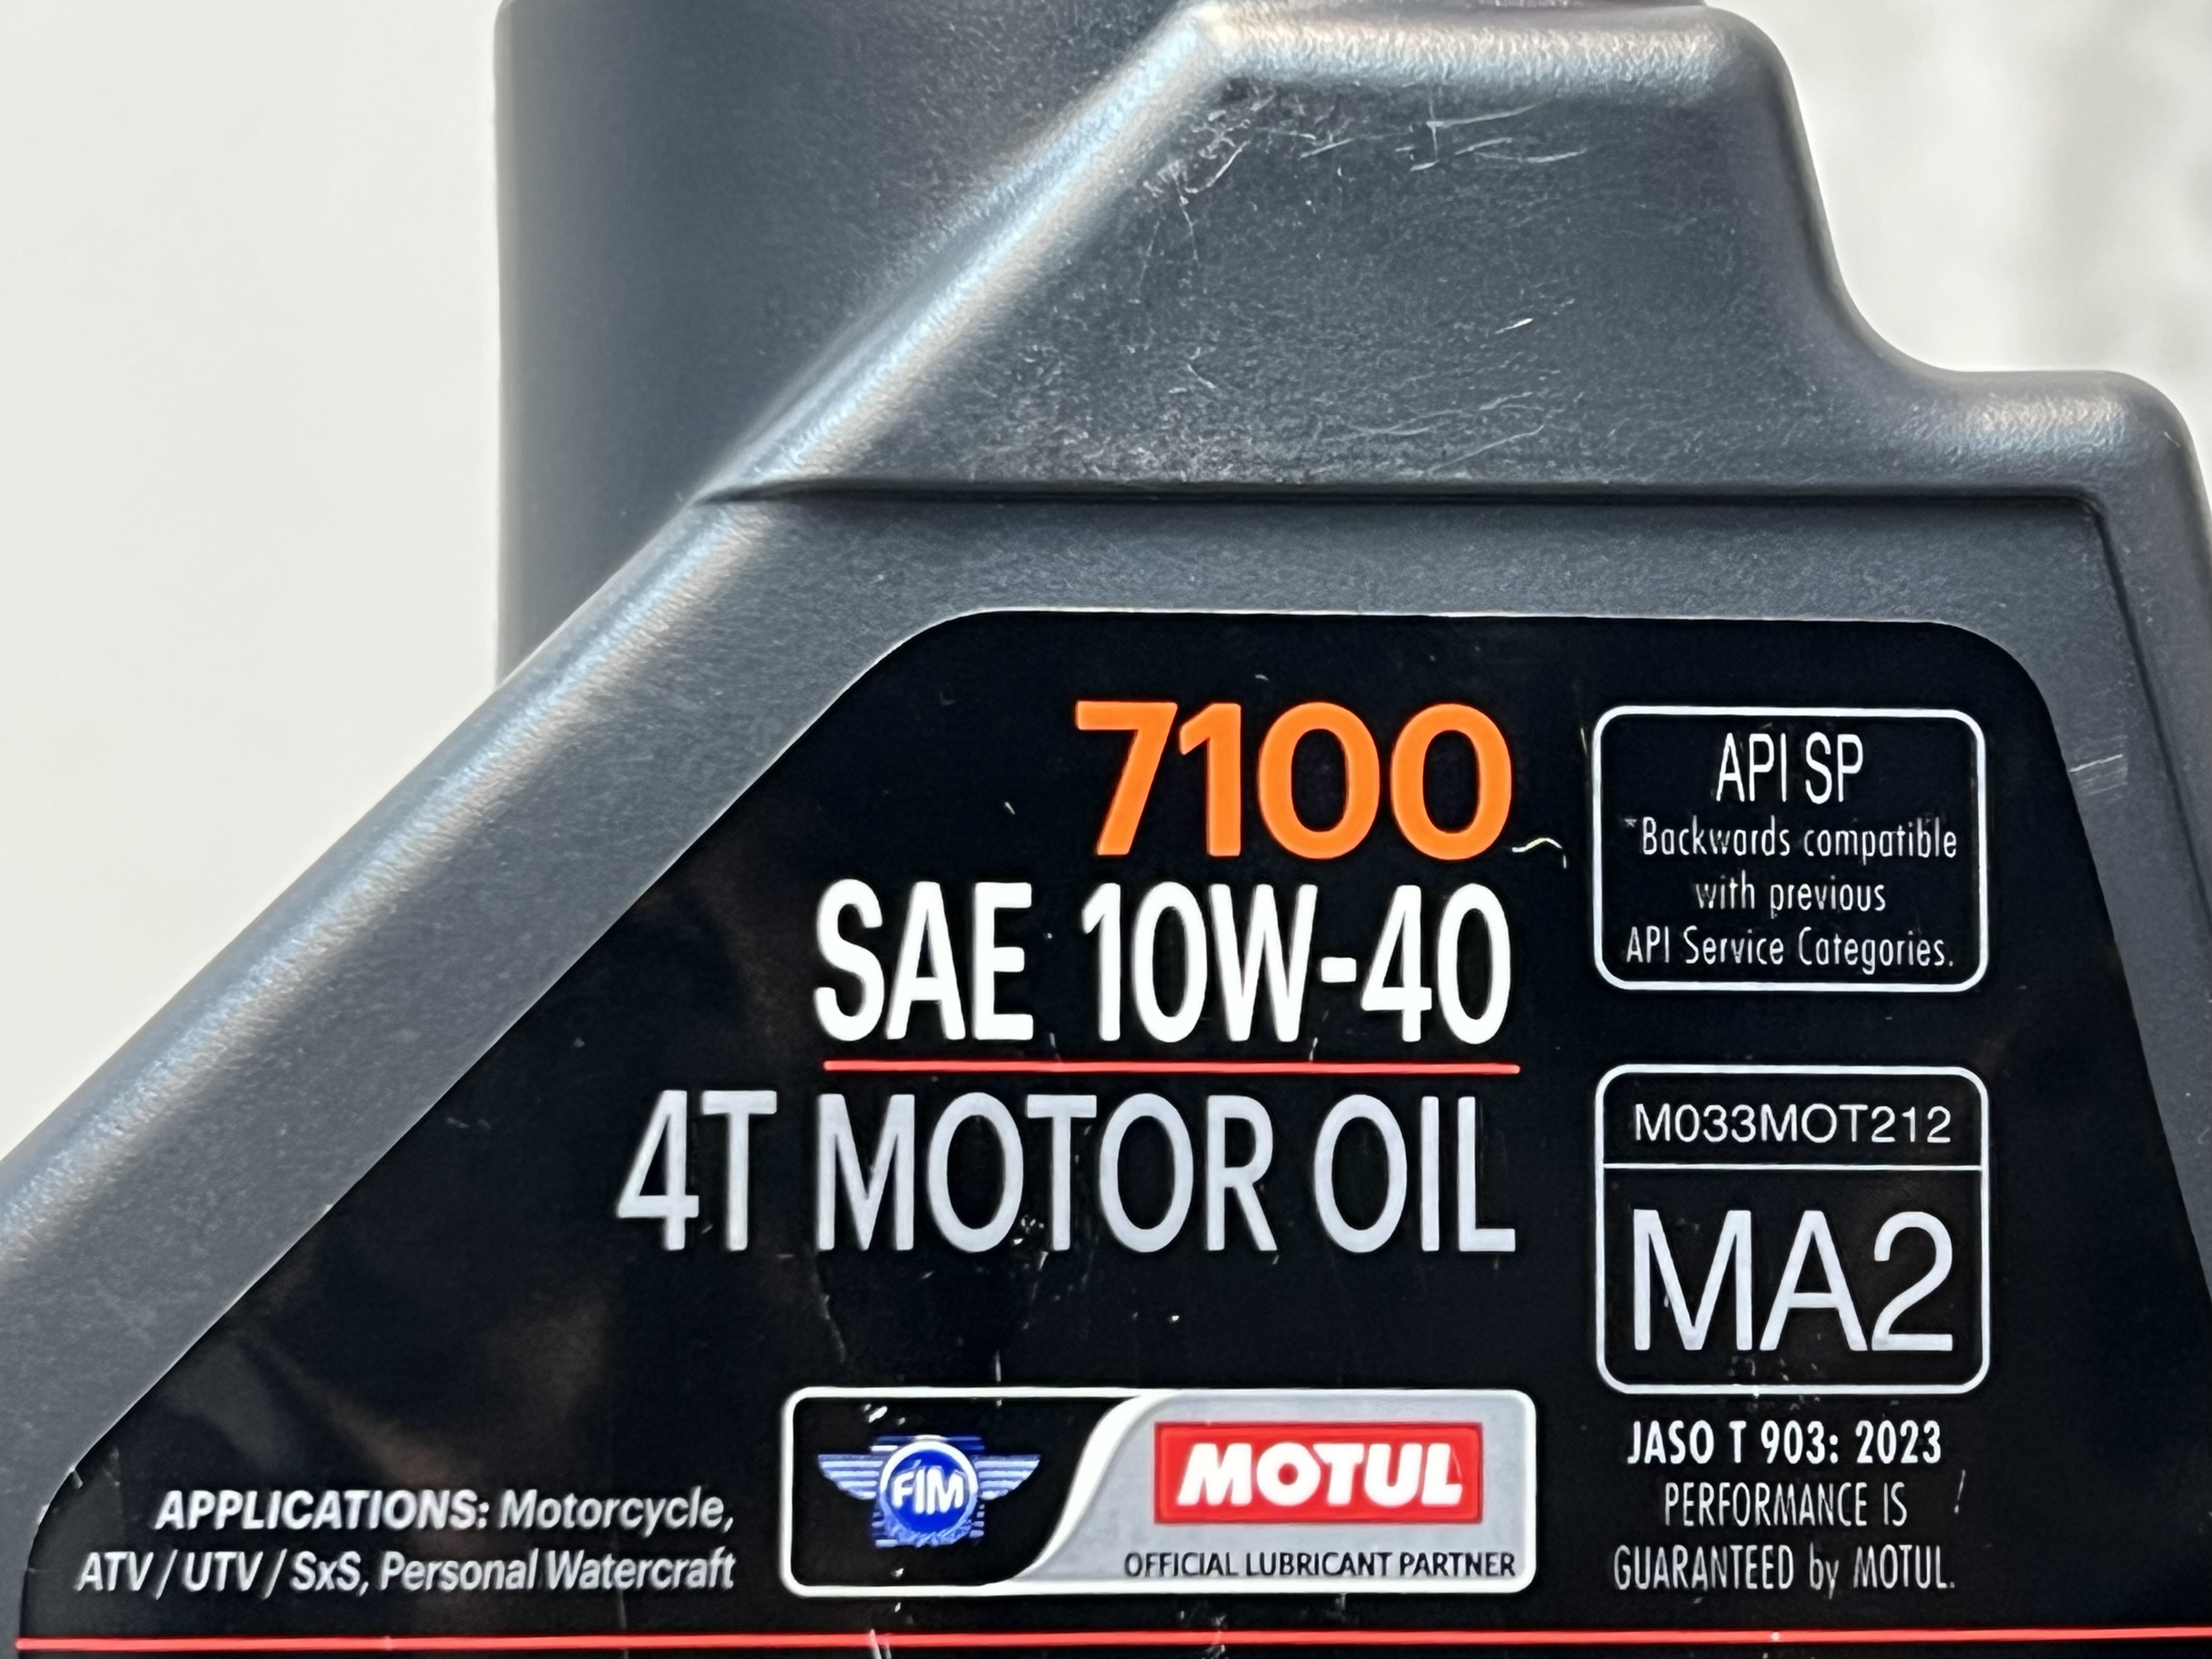 7100
SAE 10W-40
4T MOTOR OIL
API SP
*Backwards compatible
with previous
API Service Categories.
M033MOT212
MA2
JASO T 903: 2023
PERFORMANCE IS
GUARANTEED by MOTUL.
APPLICATIONS: Motorcycle,
ATV / UTV / SxS, Personal Watercraft
FIM
MOTUL
OFFICIAL LUBRICANT PARTNER